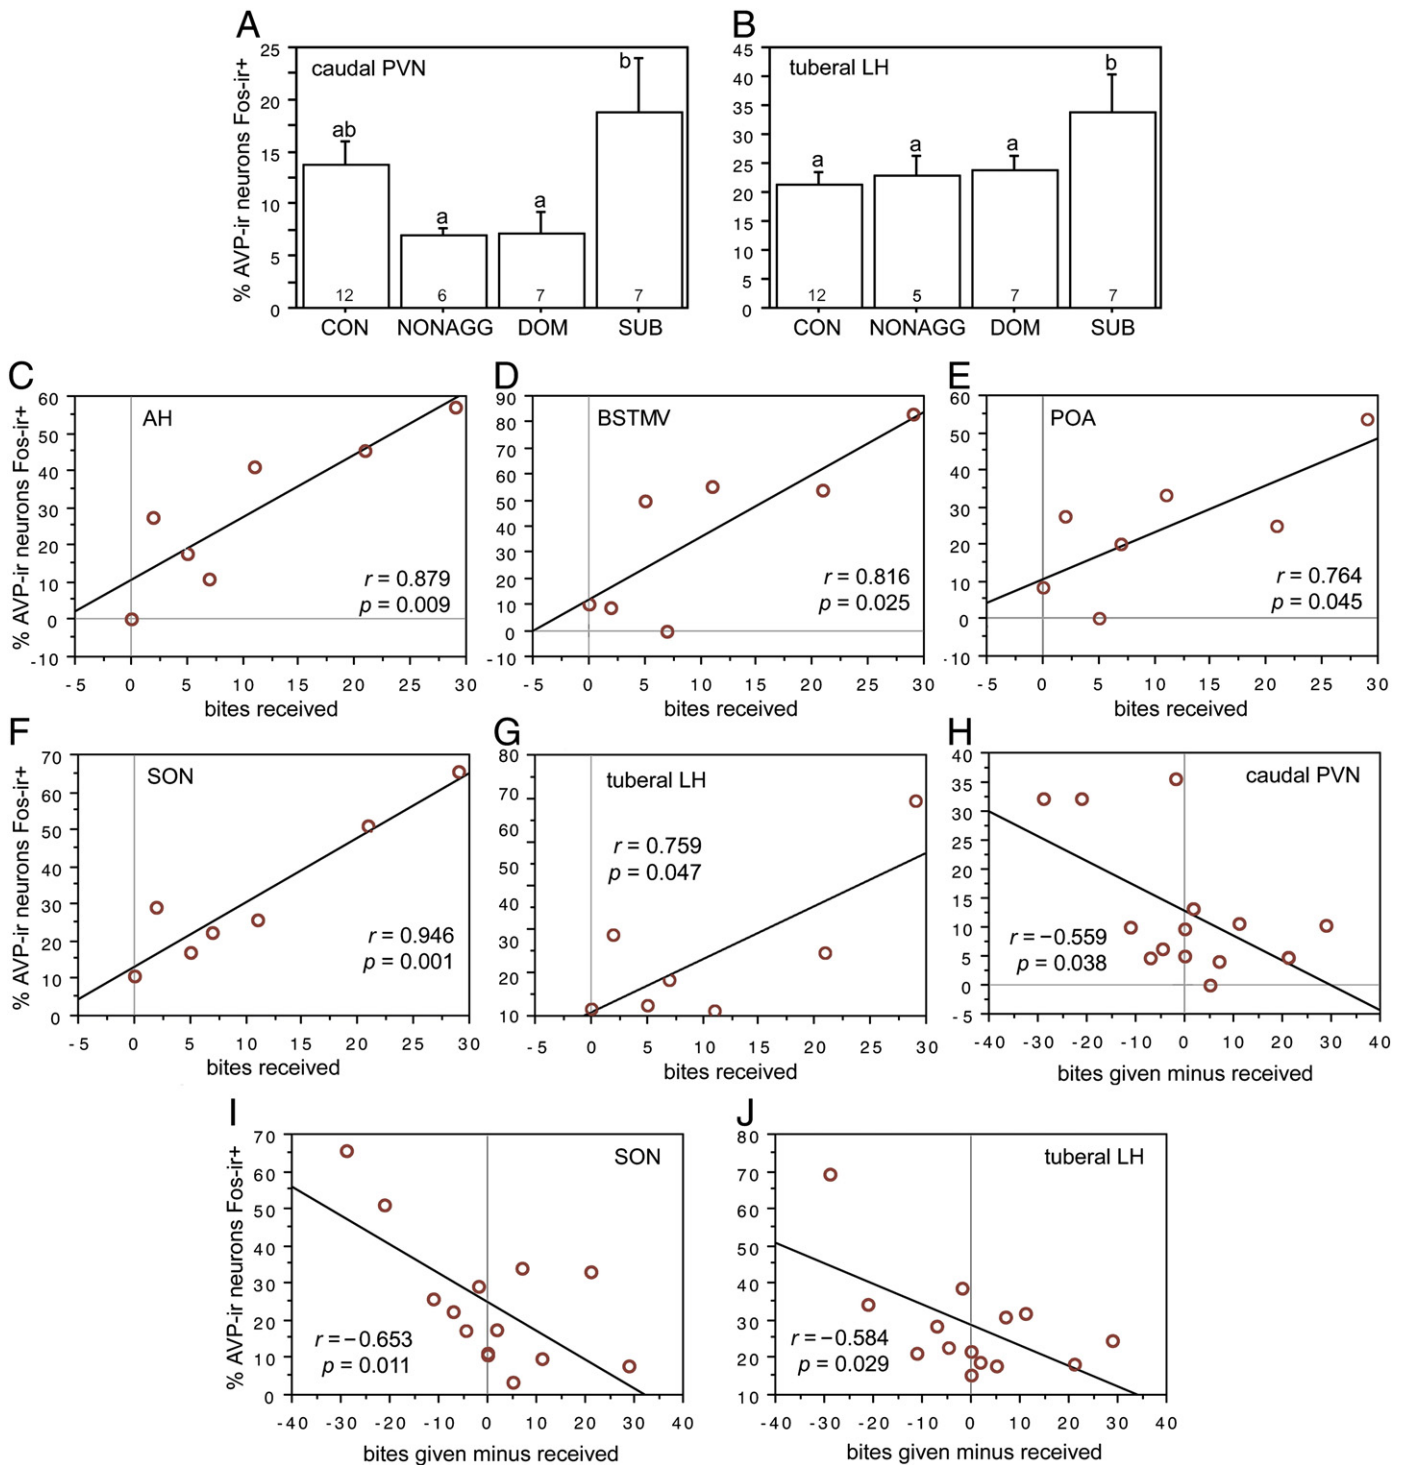 A
% AVP-ir neurons Fos-ir+
caudal PVN
25
20
15
10
5
0
ab
a
a
b
12
6
7
7
CON
NONAGG
DOM
SUB
B
tuberal LH
45
40
35
30
25
20
15
10
5
0
a
a
a
b
12
5
7
7
CON
NONAGG
DOM
SUB
C
% AVP-ir neurons Fos-ir+
AH
60
50
40
30
20
10
0
-10
r = 0.879
p = 0.009
-5 0 5 10 15 20 25 30
bites received
D
BSTMV
90
80
70
60
50
40
30
20
10
0
-10
r = 0.816
p = 0.025
-5 0 5 10 15 20 25 30
bites received
E
POA
60
50
40
30
20
10
0
-10
r = 0.764
p = 0.045
-5 0 5 10 15 20 25 30
bites received
F
% AVP-ir neurons Fos-ir+
SON
70
60
50
40
30
20
10
0
r = 0.946
p = 0.001
-5 0 5 10 15 20 25 30
bites received
G
tuberal LH
80
70
60
50
40
30
20
10
r = 0.759
p = 0.047
-5 0 5 10 15 20 25 30
bites received
H
caudal PVN
40
35
30
25
20
15
10
5
0
-5
r = −0.559
p = 0.038
-40 -30 -20 -10 0 10 20 30 40
bites given minus received
I
% AVP-ir neurons Fos-ir+
SON
70
60
50
40
30
20
10
0
r = −0.653
p = 0.011
-40 -30 -20 -10 0 10 20 30 40
bites given minus received
J
tuberal LH
80
70
60
50
40
30
20
10
r = −0.584
p = 0.029
-40 -30 -20 -10 0 10 20 30 40
bites given minus received